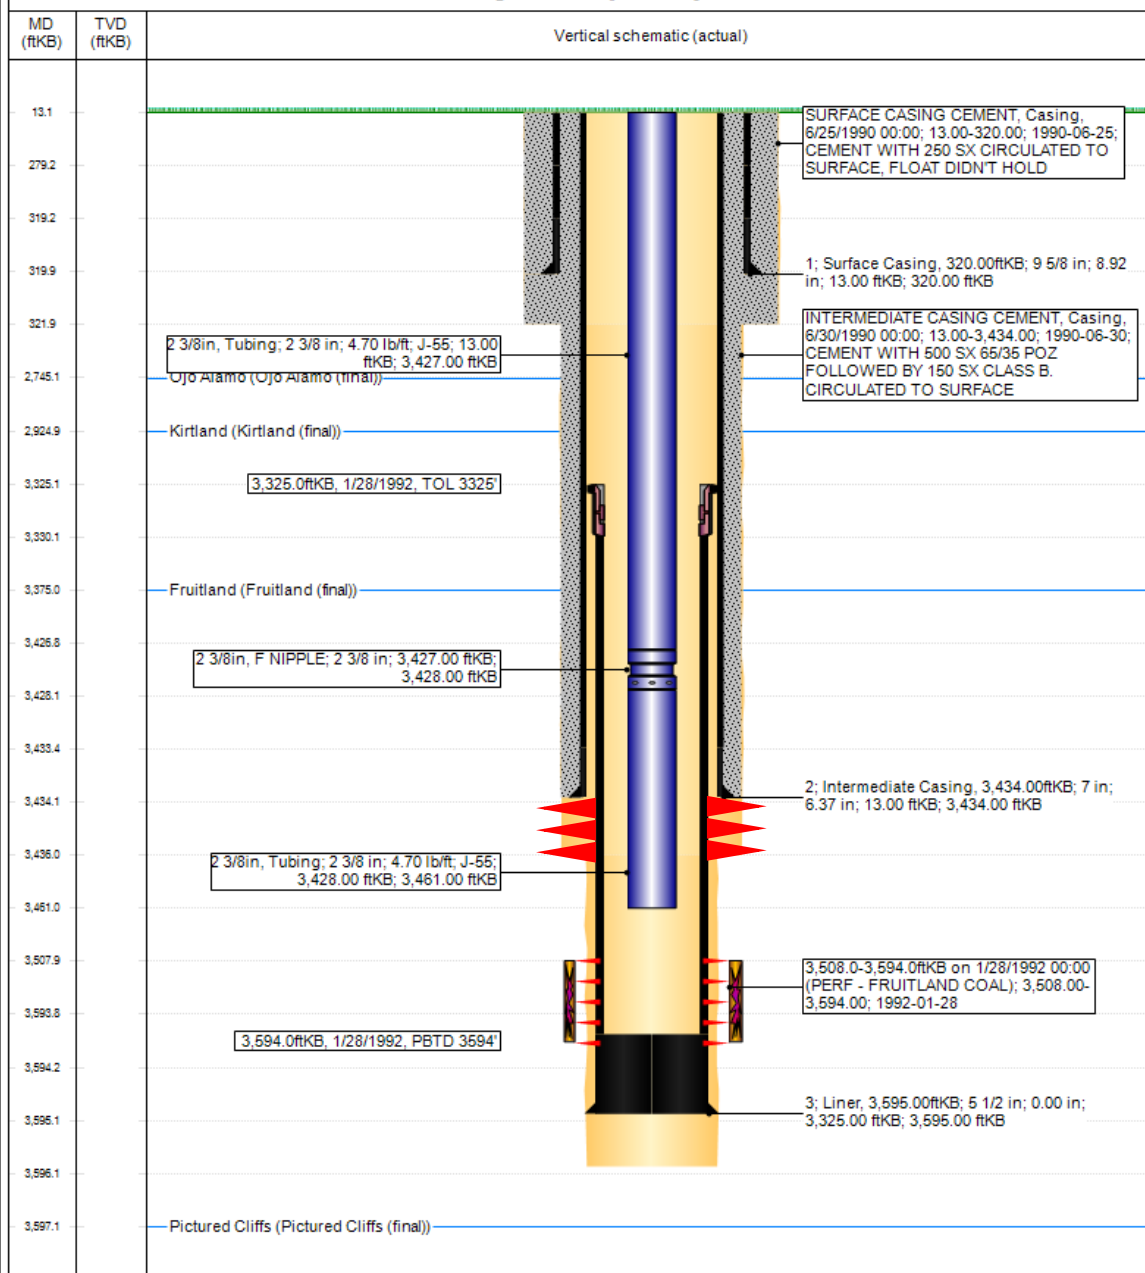 MD
(ftKB)
TVD
(ftKB)
Vertical schematic (actual)
13.1
SURFACE CASING CEMENT, Casing,
6/25/1990 00:00; 13.00-320.00; 1990-06-25;
CEMENT WITH 250 SX CIRCULATED TO
SURFACE, FLOAT DIDN'T HOLD
279.2
319.2
319.9
1; Surface Casing, 320.00ftKB; 9 5/8 in; 8.92
in; 13.00 ftKB; 320.00 ftKB
321.9
INTERMEDIATE CASING CEMENT, Casing,
6/30/1990 00:00; 13.00-3,434.00; 1990-06-30;
CEMENT WITH 500 SX 65/35 POZ
FOLLOWED BY 150 SX CLASS B.
CIRCULATED TO SURFACE
2 3/8in, Tubing; 2 3/8 in; 4.70 lb/ft; J-55; 13.00
ftKB; 3,427.00 ftKB
2,745.1
Ojo Alamo (Ojo Alamo (final))
2,924.9
Kirtland (Kirtland (final))
3,325.1
3,325.0ftKB, 1/28/1992, TOL 3325'
3,330.1
3,375.0
Fruitland (Fruitland (final))
3,426.8
2 3/8in, F NIPPLE; 2 3/8 in; 3,427.00 ftKB;
3,428.00 ftKB
3,428.1
3,433.4
3,434.1
2; Intermediate Casing, 3,434.00ftKB; 7 in;
6.37 in; 13.00 ftKB; 3,434.00 ftKB
3,436.0
2 3/8in, Tubing; 2 3/8 in; 4.70 lb/ft; J-55;
3,428.00 ftKB; 3,461.00 ftKB
3,461.0
3,507.9
3,508.0-3,594.0ftKB on 1/28/1992 00:00
(PERF - FRUITLAND COAL); 3,508.00-
3,594.00; 1992-01-28
3,593.8
3,594.0ftKB, 1/28/1992, PBTD 3594'
3,594.2
3; Liner, 3,595.00ftKB; 5 1/2 in; 0.00 in;
3,325.00 ftKB; 3,595.00 ftKB
3,595.1
3,596.1
3,597.1
Pictured Cliffs (Pictured Cliffs (final))